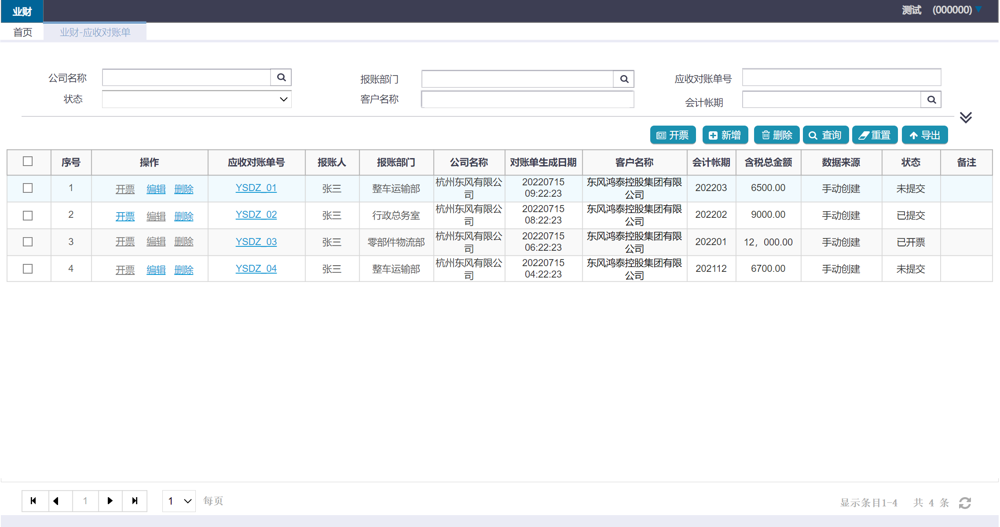 业财
测试 (000000)
首页 业财-应收对账单
公司名称 报账部门 应收对账单号
状态 客户名称 会计帐期
开票 新增 删除 查询 重置 导出
序号 操作 应收对账单号 报账人 报账部门 公司名称 对账单生成日期 客户名称 会计帐期 含税总金额 数据来源 状态 备注
1 开票 编辑 删除 YSDZ_01 张三 整车运输部 杭州东风有限公司 20220715 09:22:23 东风鸿泰控股集团有限公司 202203 6500.00 手动创建 未提交
2 开票 编辑 删除 YSDZ_02 张三 行政总务室 杭州东风有限公司 20220715 08:22:23 东风鸿泰控股集团有限公司 202202 9000.00 手动创建 已提交
3 开票 编辑 删除 YSDZ_03 张三 零部件物流部 杭州东风有限公司 20220715 06:22:23 东风鸿泰控股集团有限公司 202201 12，000.00 手动创建 已开票
4 开票 编辑 删除 YSDZ_04 张三 整车运输部 杭州东风有限公司 20220715 04:22:23 东风鸿泰控股集团有限公司 202112 6700.00 手动创建 未提交
1 1 每页 显示条目1-4 共 4 条